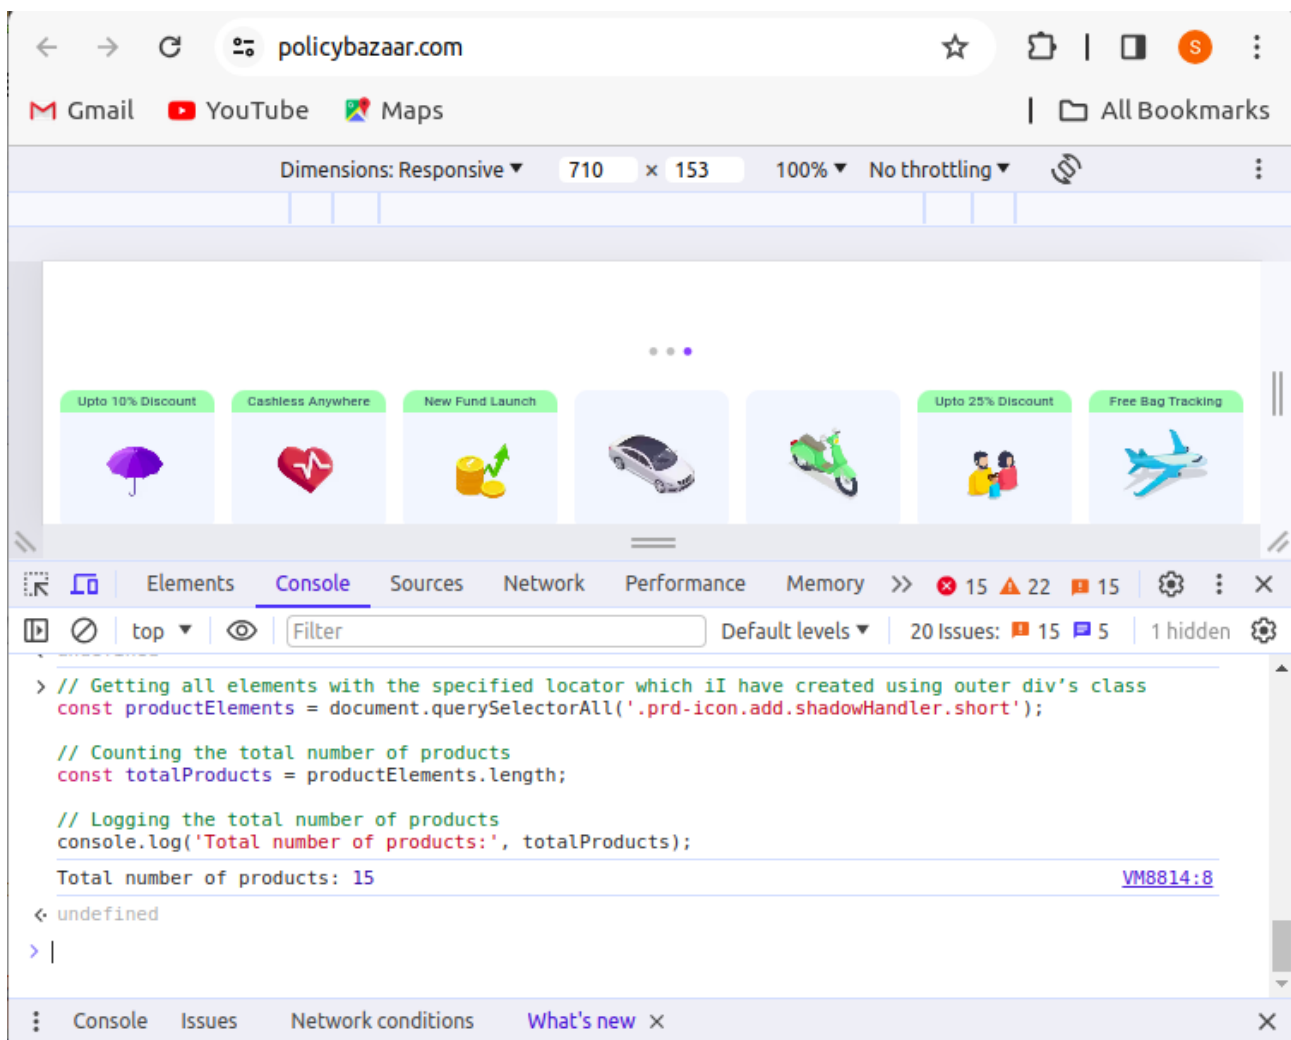 policybazaar.com S
Gmail YouTube Maps All Bookmarks
Dimensions: Responsive 710 × 153 100% No throttling
Upto 10% Discount Cashless Anywhere New Fund Launch Upto 25% Discount Free Bag Tracking
Elements Console Sources Network Performance Memory 15 22 15
top Filter Default levels 20 Issues: 15 5 1 hidden
> // Getting all elements with the specified locator which iI have created using outer div’s class
const productElements = document.querySelectorAll('.prd-icon.add.shadowHandler.short');
// Counting the total number of products
const totalProducts = productElements.length;
// Logging the total number of products
console.log('Total number of products:', totalProducts);
Total number of products: 15 VM8814:8
undefined
>
Console Issues Network conditions What's new